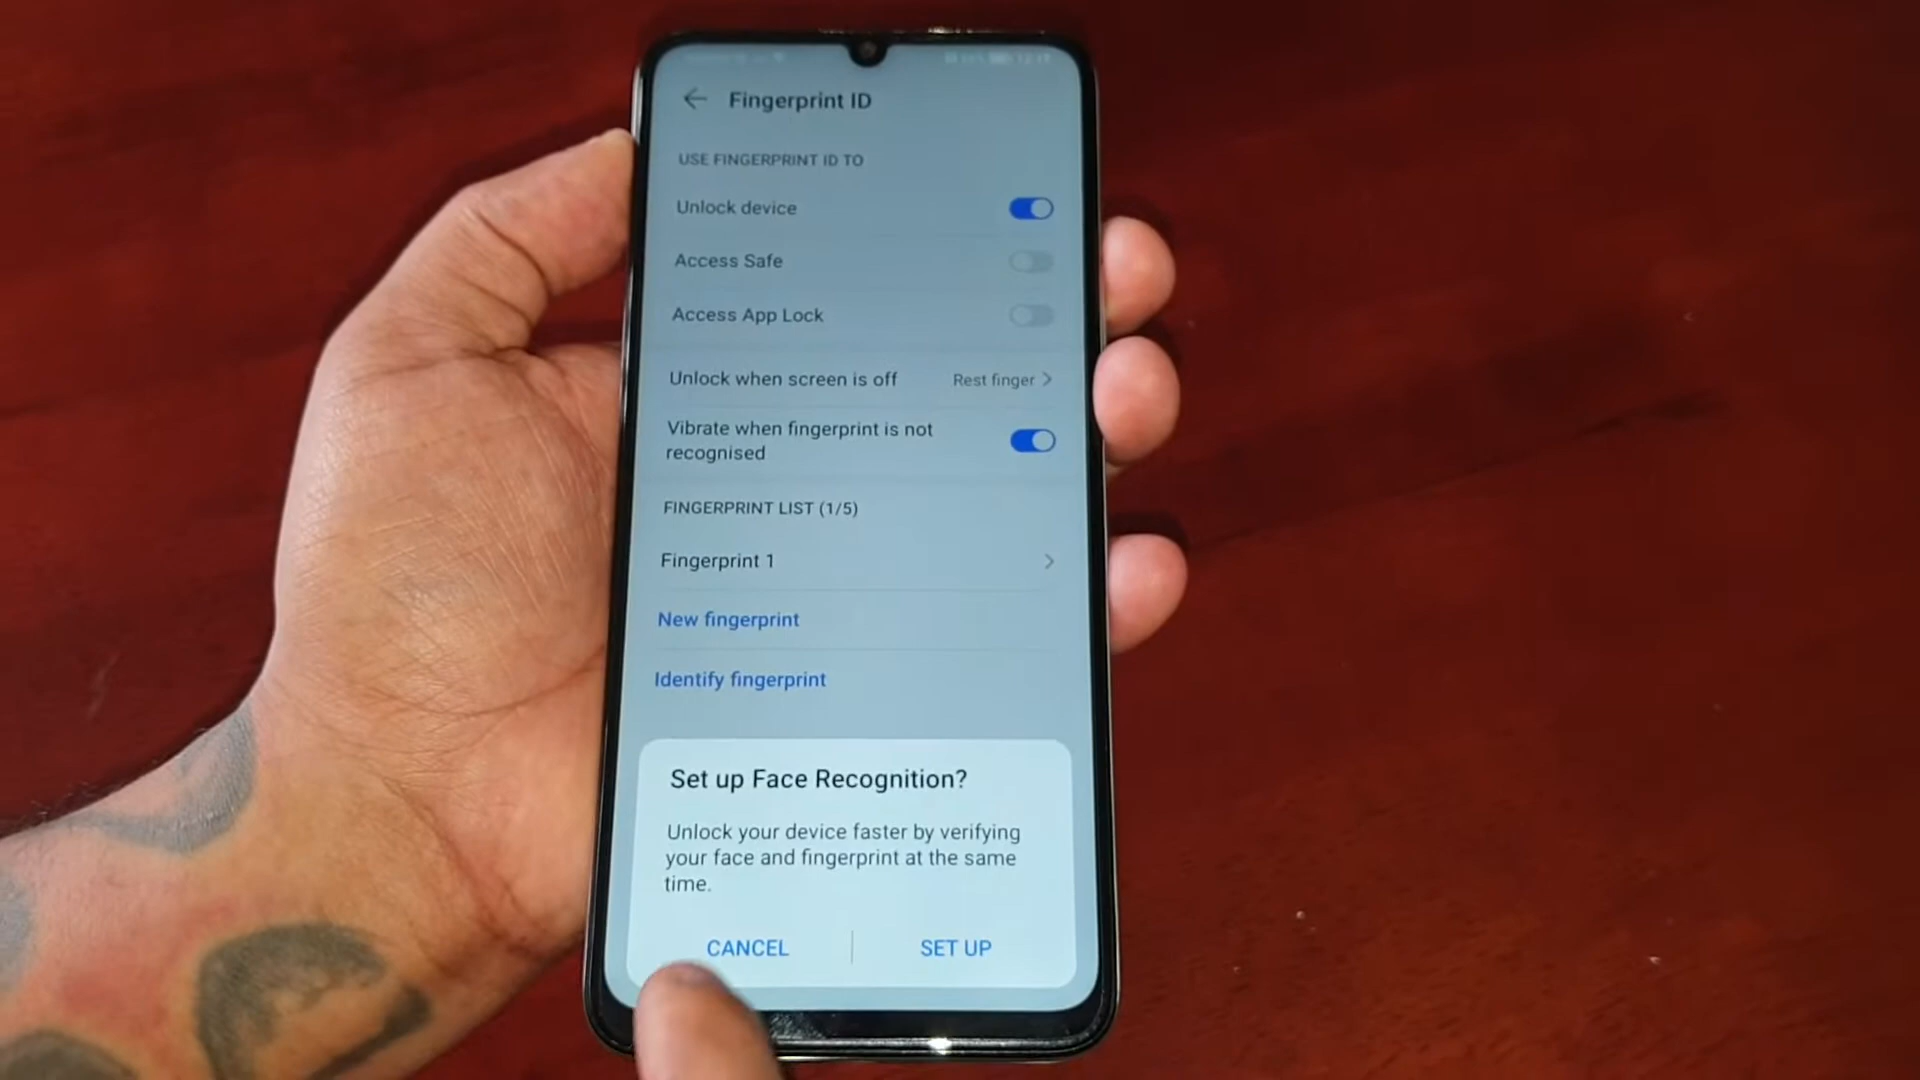 Fingerprint ID
USE FINGERPRINT ID TO
Unlock device
Access Safe
Access App Lock
Unlock when screen is off Rest finger
Vibrate when fingerprint is not
recognised
FINGERPRINT LIST (1/5)
Fingerprint 1
New fingerprint
Identify fingerprint
Set up Face Recognition?
Unlock your device faster by verifying
your face and fingerprint at the same
time.
CANCEL SET UP